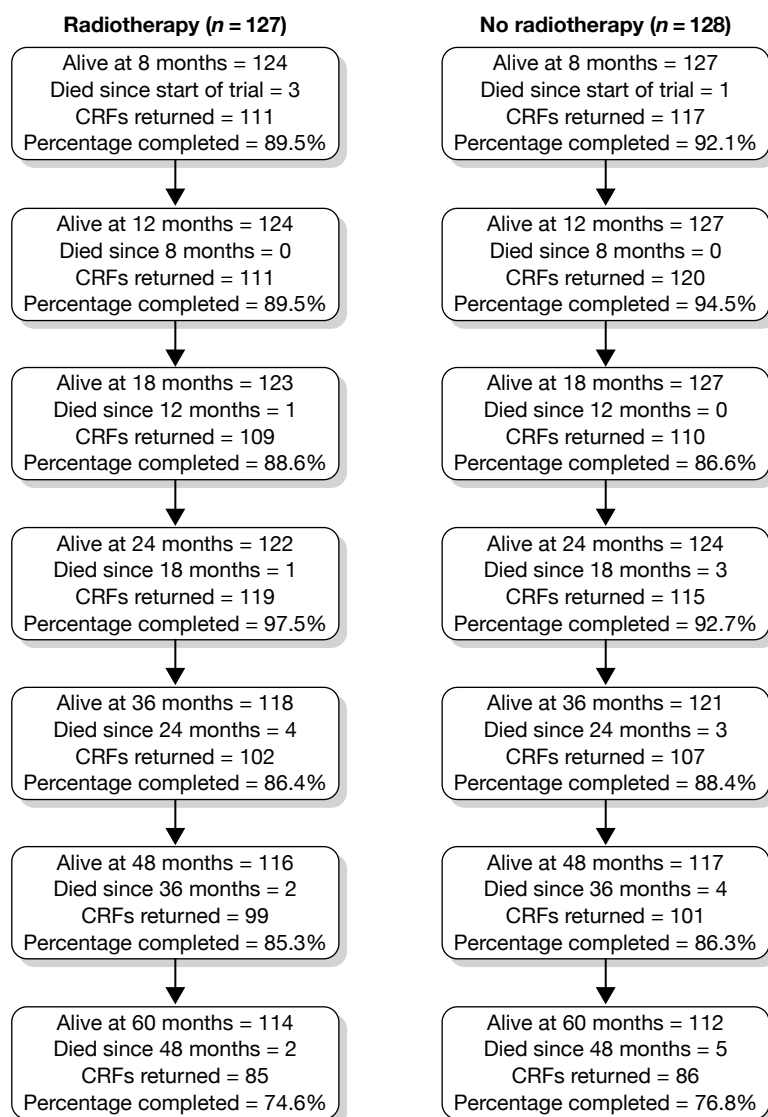 Radiotherapy (n = 127)
Alive at 8 months = 124
Died since start of trial = 3
CRFs returned = 111
Percentage completed = 89.5%
Alive at 12 months = 124
Died since 8 months = 0
CRFs returned = 111
Percentage completed = 89.5%
Alive at 18 months = 123
Died since 12 months = 1
CRFs returned = 109
Percentage completed = 88.6%
Alive at 24 months = 122
Died since 18 months = 1
CRFs returned = 119
Percentage completed = 97.5%
Alive at 36 months = 118
Died since 24 months = 4
CRFs returned = 102
Percentage completed = 86.4%
Alive at 48 months = 116
Died since 36 months = 2
CRFs returned = 99
Percentage completed = 85.3%
Alive at 60 months = 114
Died since 48 months = 2
CRFs returned = 85
Percentage completed = 74.6%
No radiotherapy (n = 128)
Alive at 8 months = 127
Died since start of trial = 1
CRFs returned = 117
Percentage completed = 92.1%
Alive at 12 months = 127
Died since 8 months = 0
CRFs returned = 120
Percentage completed = 94.5%
Alive at 18 months = 127
Died since 12 months = 0
CRFs returned = 110
Percentage completed = 86.6%
Alive at 24 months = 124
Died since 18 months = 3
CRFs returned = 115
Percentage completed = 92.7%
Alive at 36 months = 121
Died since 24 months = 3
CRFs returned = 107
Percentage completed = 88.4%
Alive at 48 months = 117
Died since 36 months = 4
CRFs returned = 101
Percentage completed = 86.3%
Alive at 60 months = 112
Died since 48 months = 5
CRFs returned = 86
Percentage completed = 76.8%